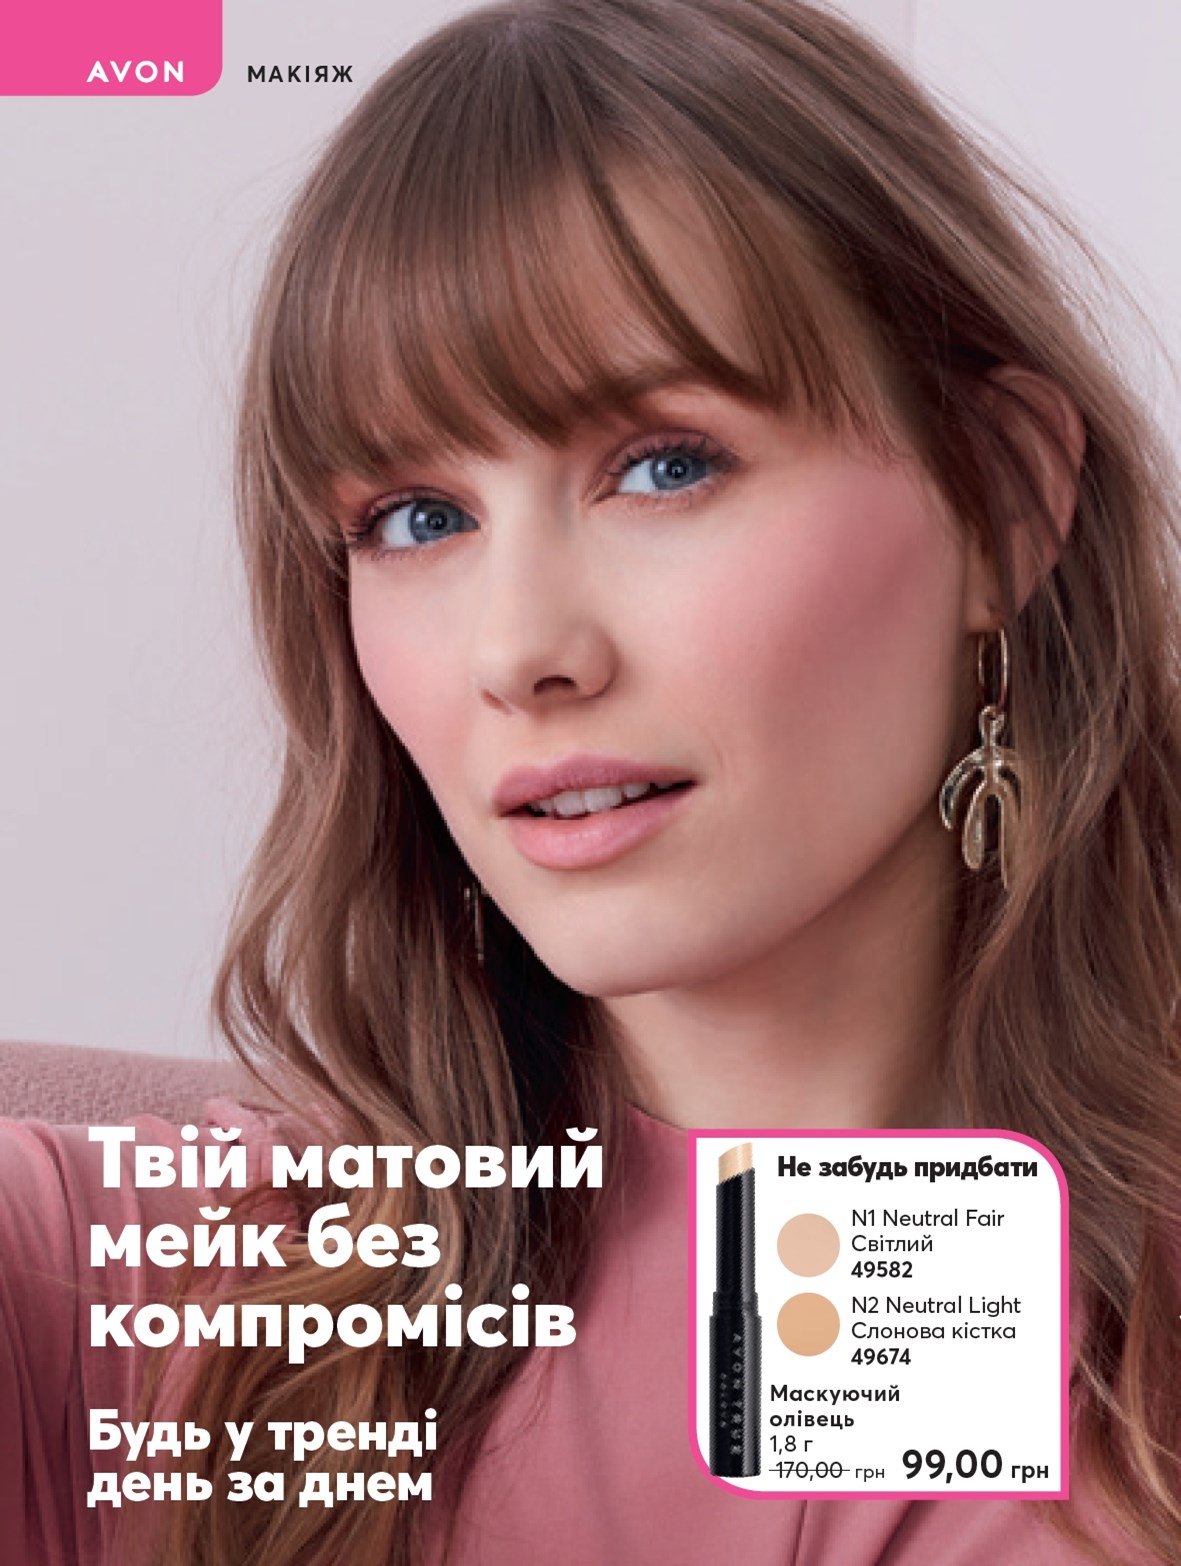 AVON
МАКІЯЖ
Твій матовий
мейк без
компромісів
Будь у тренді
день за днем
Не забудь придбати
N1 Neutral Fair
Світлий
49582
N2 Neutral Light
Слонова кістка
49674
Маскуючий
олівець
1,8 г
170,00 грн 99,00 грн
AVON